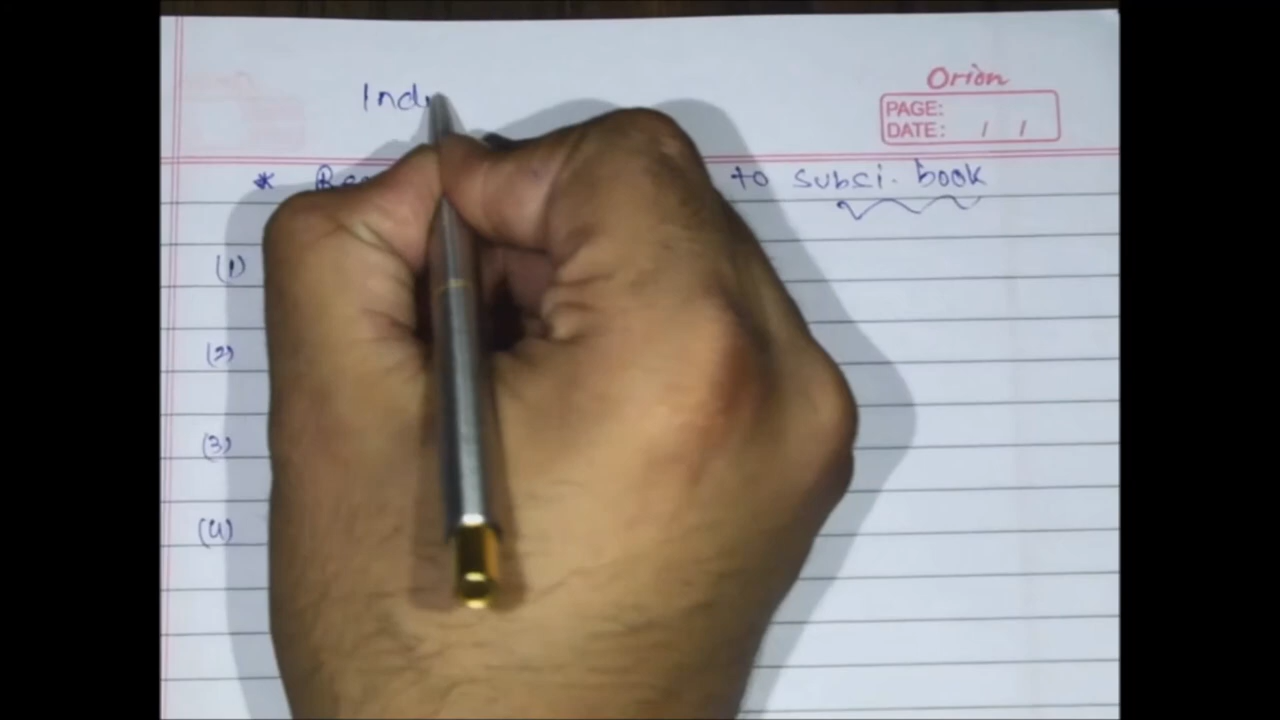 Orion
Ind
PAGE:
DATE: / /
* to subsi. book
(1)
(2)
(3)
(4)